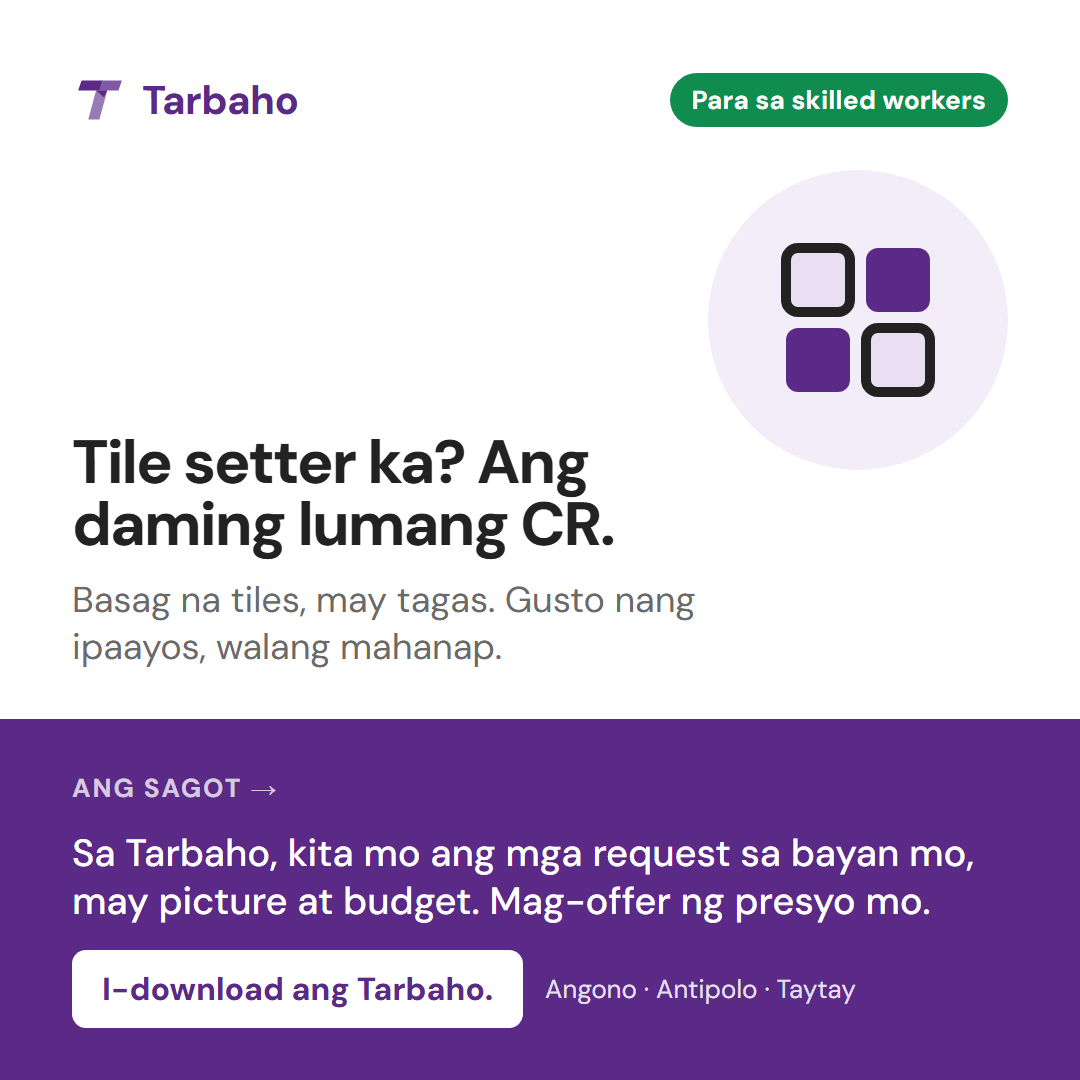 Tarbaho
Para sa skilled workers
Tile setter ka? Ang
daming lumang CR.
Basag na tiles, may tagas. Gusto nang
ipaayos, walang mahanap.
ANG SAGOT →
Sa Tarbaho, kita mo ang mga request sa bayan mo,
may picture at budget. Mag-offer ng presyo mo.
I-download ang Tarbaho.
Angono · Antipolo · Taytay